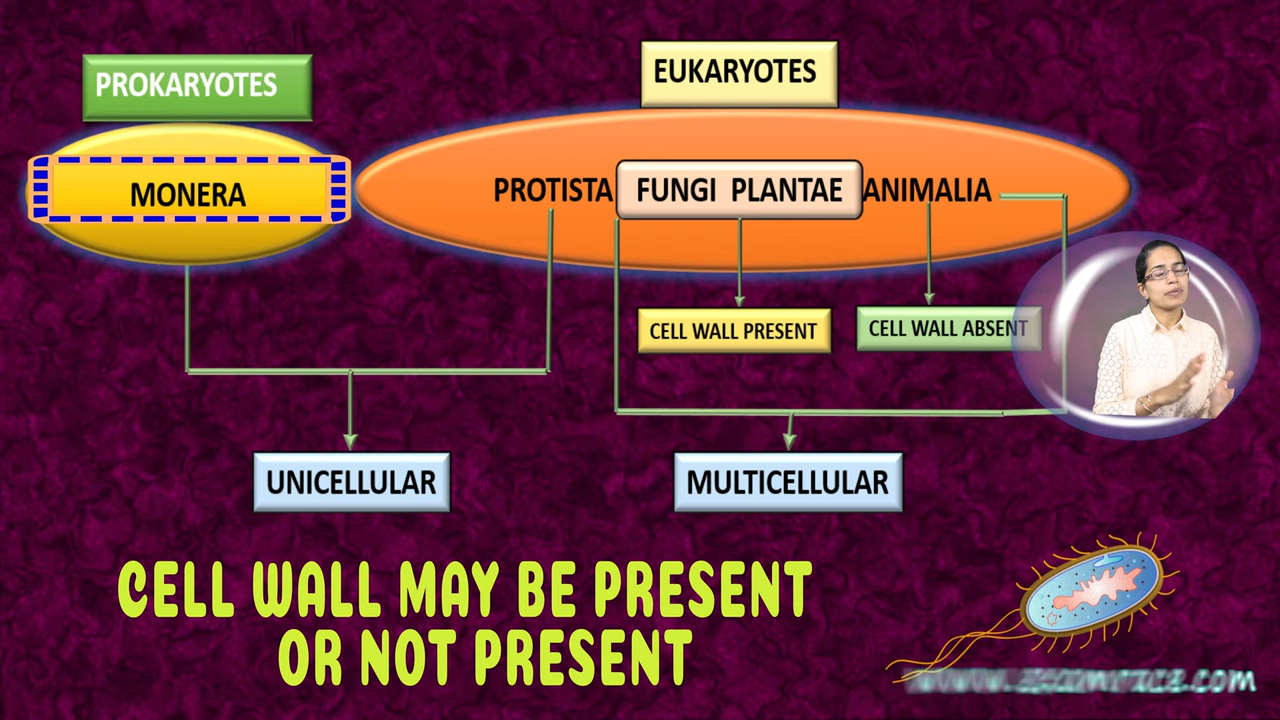 PROKARYOTES
EUKARYOTES
MONERA
PROTISTA FUNGI PLANTAE ANIMALIA
CELL WALL PRESENT
CELL WALL ABSENT
UNICELLULAR
MULTICELLULAR
CELL WALL MAY BE PRESENT
OR NOT PRESENT